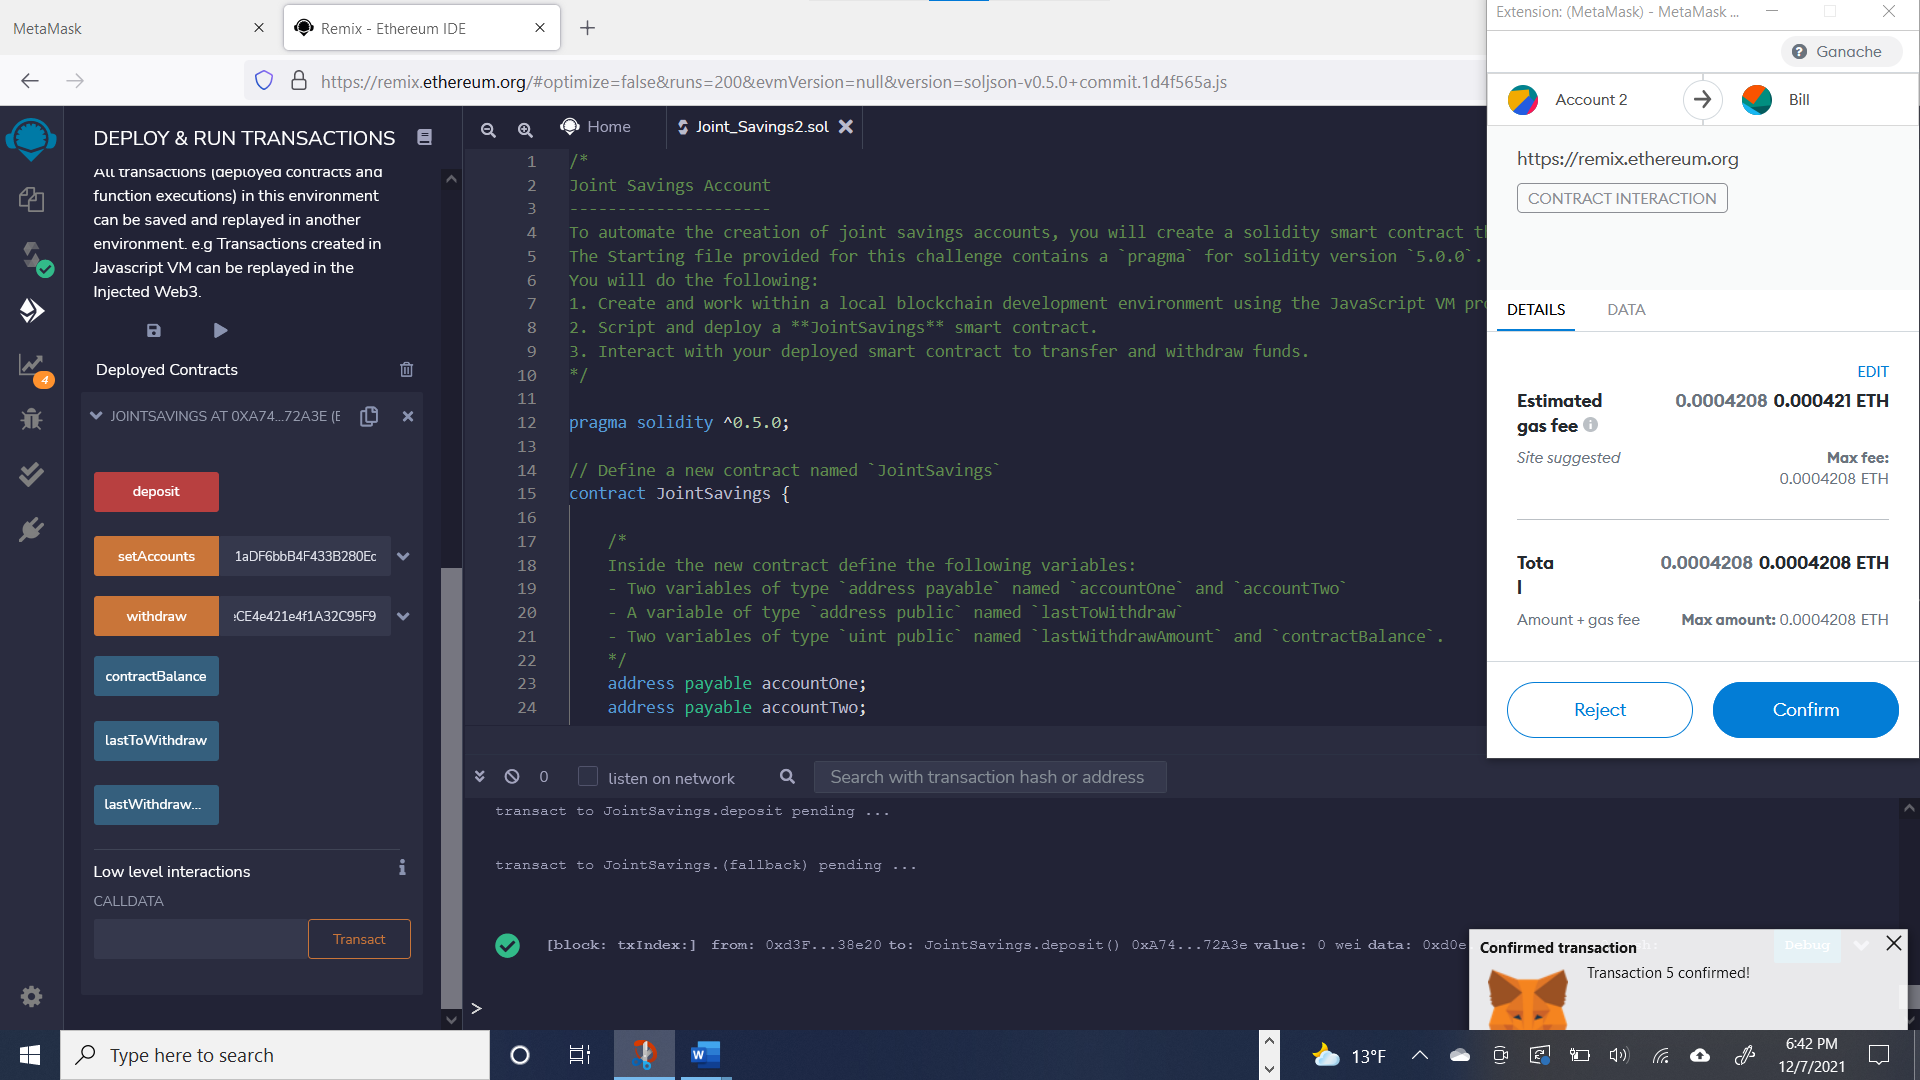 MetaMask
Remix - Ethereum IDE
https://remix.ethereum.org/#optimize=false&runs=200&evmVersion=null&version=soljson-v0.5.0+commit.1d4f565a.js
DEPLOY & RUN TRANSACTIONS
All transactions (deployed contracts and
function executions) in this environment
can be saved and replayed in another
environment. e.g Transactions created in
Javascript VM can be replayed in the
Injected Web3.
4
Deployed Contracts
JOINTSAVINGS AT 0XA74...72A3E (E
deposit
setAccounts 1aDF6bbB4F433B280Ec
withdraw CE4e421e4f1A32C95F9
contractBalance
lastToWithdraw
lastWithdraw...
Low level interactions
CALLDATA
Transact
Home
Joint_Savings2.sol
1 /*
2 Joint Savings Account
3 ---------------------
4 To automate the creation of joint savings accounts, you will create a solidity smart contract th
5 The Starting file provided for this challenge contains a `pragma` for solidity version `5.0.0`.
6 You will do the following:
7 1. Create and work within a local blockchain development environment using the JavaScript VM pro
8 2. Script and deploy a **JointSavings** smart contract.
9 3. Interact with your deployed smart contract to transfer and withdraw funds.
10 */
11
12 pragma solidity ^0.5.0;
13
14 // Define a new contract named `JointSavings`
15 contract JointSavings {
16
17 /*
18 Inside the new contract define the following variables:
19 - Two variables of type `address payable` named `accountOne` and `accountTwo`
20 - A variable of type `address public` named `lastToWithdraw`
21 - Two variables of type `uint public` named `lastWithdrawAmount` and `contractBalance`.
22 */
23 address payable accountOne;
24 address payable accountTwo;
0 listen on network Search with transaction hash or address
transact to JointSavings.deposit pending ...
transact to JointSavings.(fallback) pending ...
[block: txIndex:] from: 0xd3F...38e20 to: JointSavings.deposit() 0xA74...72A3e value: 0 wei data: 0xd0e
Debug
>
Extension: (MetaMask) - MetaMask ...
Ganache
Account 2
Bill
https://remix.ethereum.org
CONTRACT INTERACTION
DETAILS DATA
EDIT
Estimated
gas fee
0.0004208 0.000421 ETH
Site suggested
Max fee:
0.0004208 ETH
Tota
l
0.0004208 0.0004208 ETH
Amount + gas fee
Max amount: 0.0004208 ETH
Reject Confirm
Confirmed transaction
Transaction 5 confirmed!
Type here to search
13°F
6:42 PM
12/7/2021